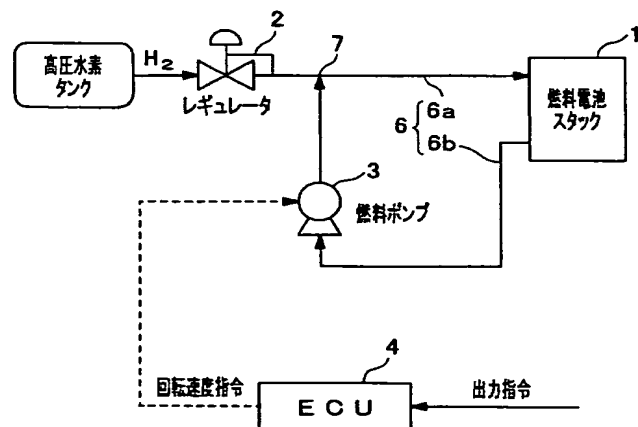 2
1
高圧水素
タンク
H₂
7
レギュレータ
燃料電池
スタック
6a
6
6b
3
燃料ポンプ
4
回転速度指令
ECU
出力指令